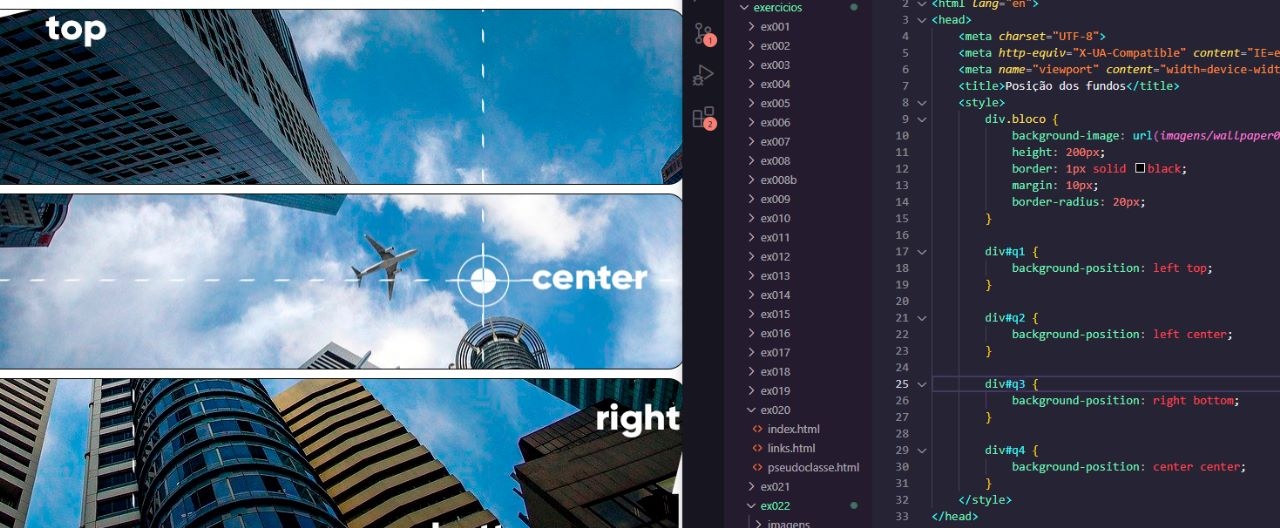 top
center
right
exercicios
ex001
ex002
ex003
ex004
ex005
ex006
ex007
ex008
ex008b
ex009
ex010
ex011
ex012
ex013
ex014
ex015
ex016
ex017
ex018
ex019
ex020
<> index.html
<> links.html
<> pseudoclasse.html
ex021
ex022
imagens
1
2
2 <html lang="en">
3 <head>
4 <meta charset="UTF-8">
5 <meta http-equiv="X-UA-Compatible" content="IE=e
6 <meta name="viewport" content="width=device-widt
7 <title>Posição dos fundos</title>
8 <style>
9 div.bloco {
10 background-image: url(imagens/wallpaper0
11 height: 200px;
12 border: 1px solid black;
13 margin: 10px;
14 border-radius: 20px;
15 }
16
17 div#q1 {
18 background-position: left top;
19 }
20
21 div#q2 {
22 background-position: left center;
23 }
24
25 div#q3 {
26 background-position: right bottom;
27 }
28
29 div#q4 {
30 background-position: center center;
31 }
32 </style>
33 </head>